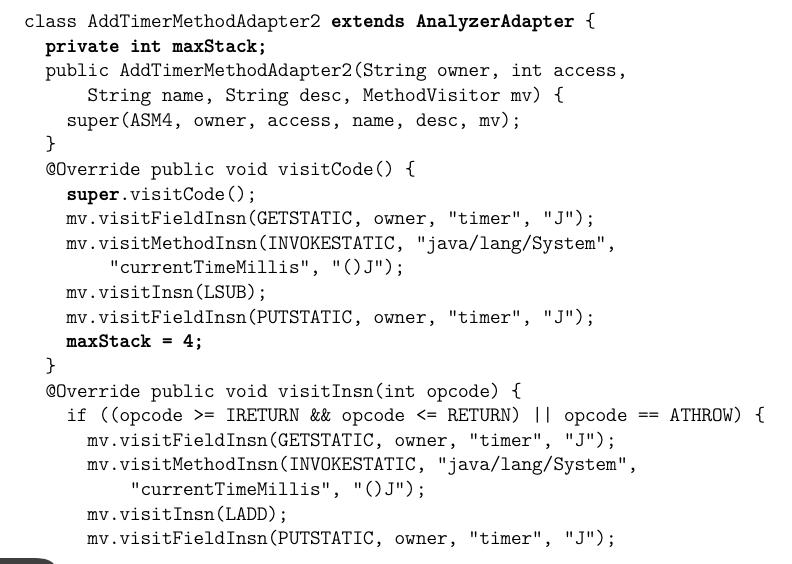 class AddTimerMethodAdapter2 extends AnalyzerAdapter {
private int maxStack;
public AddTimerMethodAdapter2(String owner, int access,
String name, String desc, MethodVisitor mv) {
super(ASM4, owner, access, name, desc, mv);
}
@Override public void visitCode() {
super.visitCode();
mv.visitFieldInsn(GETSTATIC, owner, "timer", "J");
mv.visitMethodInsn(INVOKESTATIC, "java/lang/System",
"currentTimeMillis", "()J");
mv.visitInsn(LSUB);
mv.visitFieldInsn(PUTSTATIC, owner, "timer", "J");
maxStack = 4;
}
@Override public void visitInsn(int opcode) {
if ((opcode >= IRETURN && opcode <= RETURN) || opcode == ATHROW) {
mv.visitFieldInsn(GETSTATIC, owner, "timer", "J");
mv.visitMethodInsn(INVOKESTATIC, "java/lang/System",
"currentTimeMillis", "()J");
mv.visitInsn(LADD);
mv.visitFieldInsn(PUTSTATIC, owner, "timer", "J");